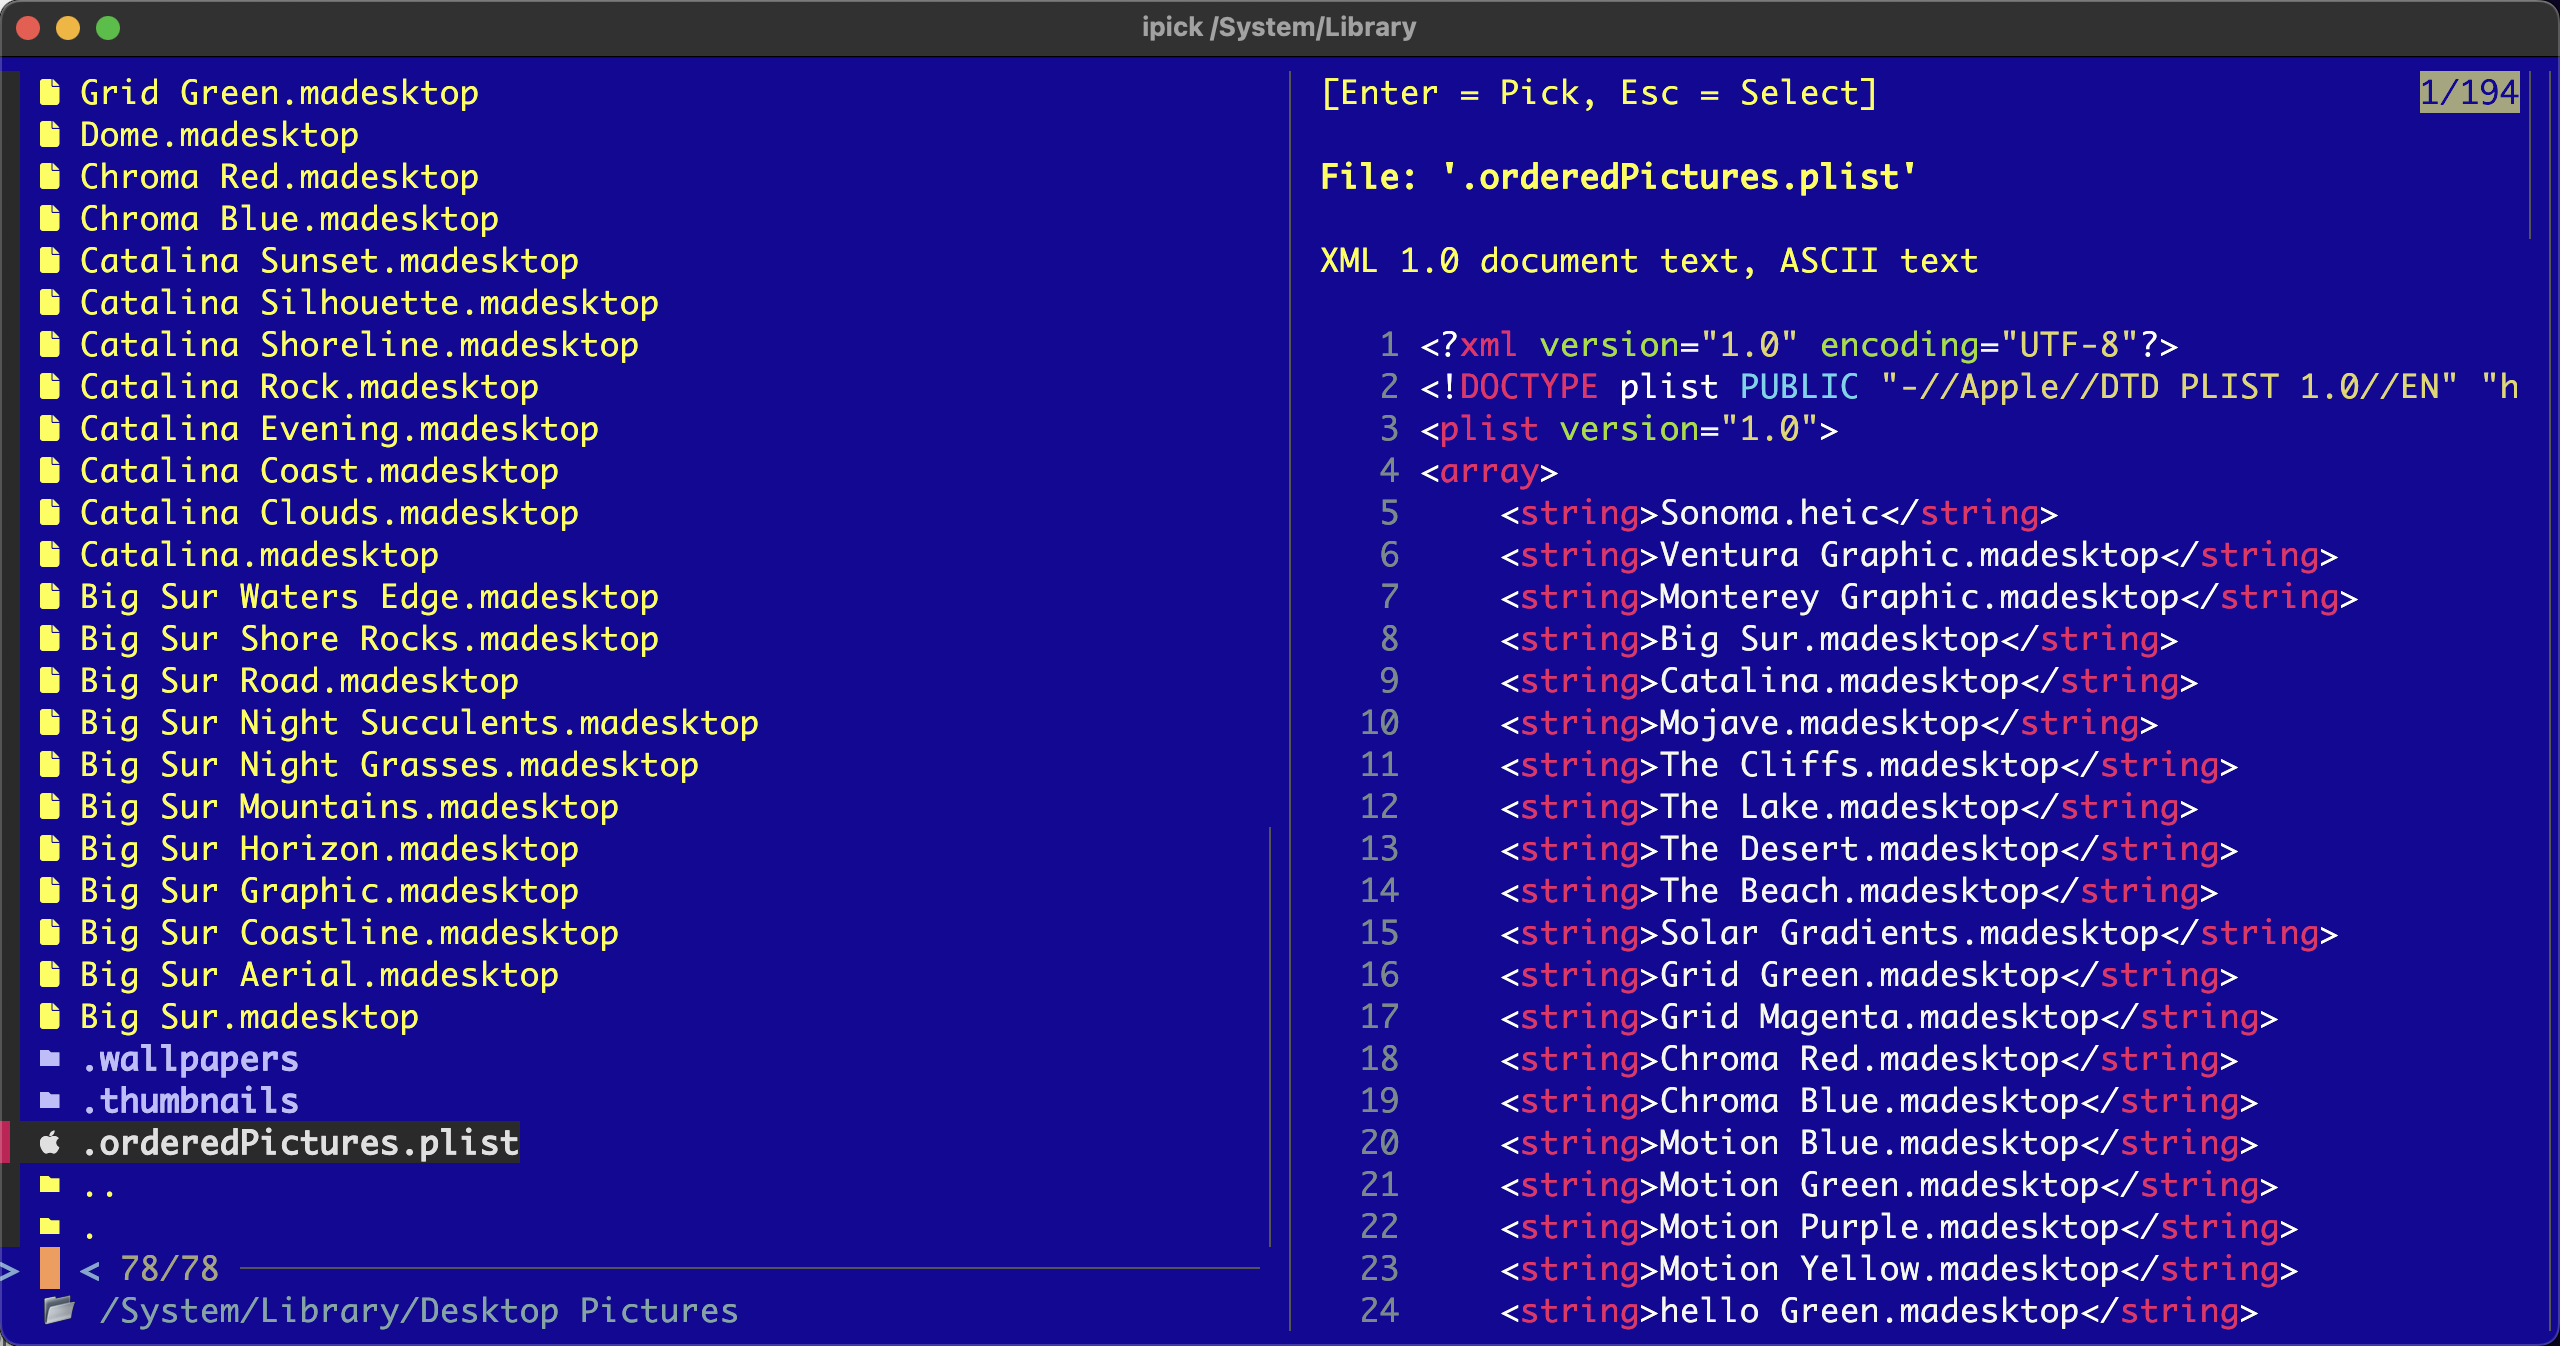 ipick /System/Library
Grid Green.madesktop
Dome.madesktop
Chroma Red.madesktop
Chroma Blue.madesktop
Catalina Sunset.madesktop
Catalina Silhouette.madesktop
Catalina Shoreline.madesktop
Catalina Rock.madesktop
Catalina Evening.madesktop
Catalina Coast.madesktop
Catalina Clouds.madesktop
Catalina.madesktop
Big Sur Waters Edge.madesktop
Big Sur Shore Rocks.madesktop
Big Sur Road.madesktop
Big Sur Night Succulents.madesktop
Big Sur Night Grasses.madesktop
Big Sur Mountains.madesktop
Big Sur Horizon.madesktop
Big Sur Graphic.madesktop
Big Sur Coastline.madesktop
Big Sur Aerial.madesktop
Big Sur.madesktop
.wallpapers
.thumbnails
.orderedPictures.plist
..
.
> < 78/78
/System/Library/Desktop Pictures
[Enter = Pick, Esc = Select] 1/194
File: '.orderedPictures.plist'
XML 1.0 document text, ASCII text
1 <?xml version="1.0" encoding="UTF-8"?>
2 <!DOCTYPE plist PUBLIC "-//Apple//DTD PLIST 1.0//EN" "h
3 <plist version="1.0">
4 <array>
5 <string>Sonoma.heic</string>
6 <string>Ventura Graphic.madesktop</string>
7 <string>Monterey Graphic.madesktop</string>
8 <string>Big Sur.madesktop</string>
9 <string>Catalina.madesktop</string>
10 <string>Mojave.madesktop</string>
11 <string>The Cliffs.madesktop</string>
12 <string>The Lake.madesktop</string>
13 <string>The Desert.madesktop</string>
14 <string>The Beach.madesktop</string>
15 <string>Solar Gradients.madesktop</string>
16 <string>Grid Green.madesktop</string>
17 <string>Grid Magenta.madesktop</string>
18 <string>Chroma Red.madesktop</string>
19 <string>Chroma Blue.madesktop</string>
20 <string>Motion Blue.madesktop</string>
21 <string>Motion Green.madesktop</string>
22 <string>Motion Purple.madesktop</string>
23 <string>Motion Yellow.madesktop</string>
24 <string>hello Green.madesktop</string>